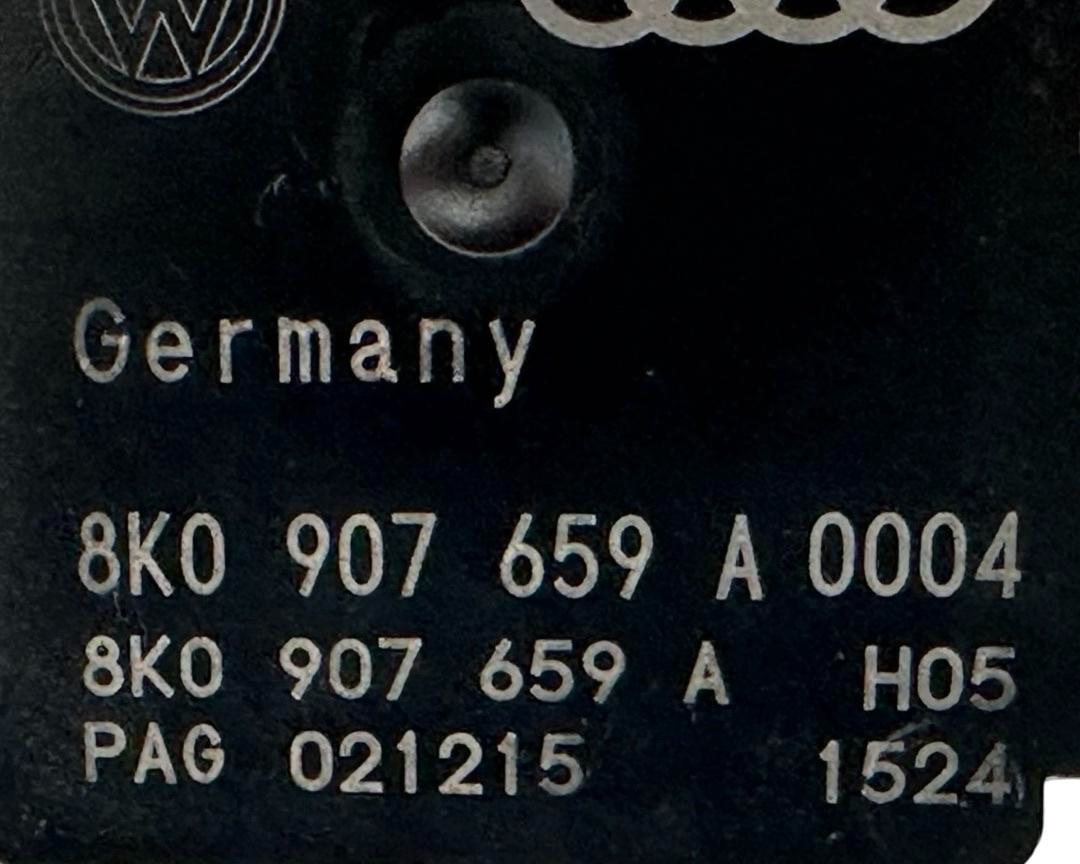 Germany
8K0 907 659 A 0004
8K0 907 659 A H05
PAG 021215 1524